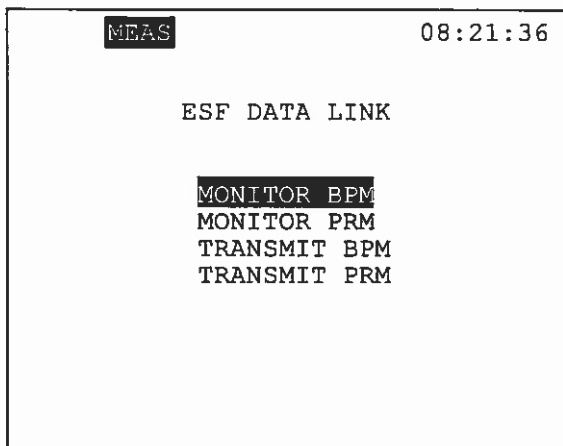 MEAS 08:21:36
ESF DATA LINK
MONITOR BPM
MONITOR PRM
TRANSMIT BPM
TRANSMIT PRM